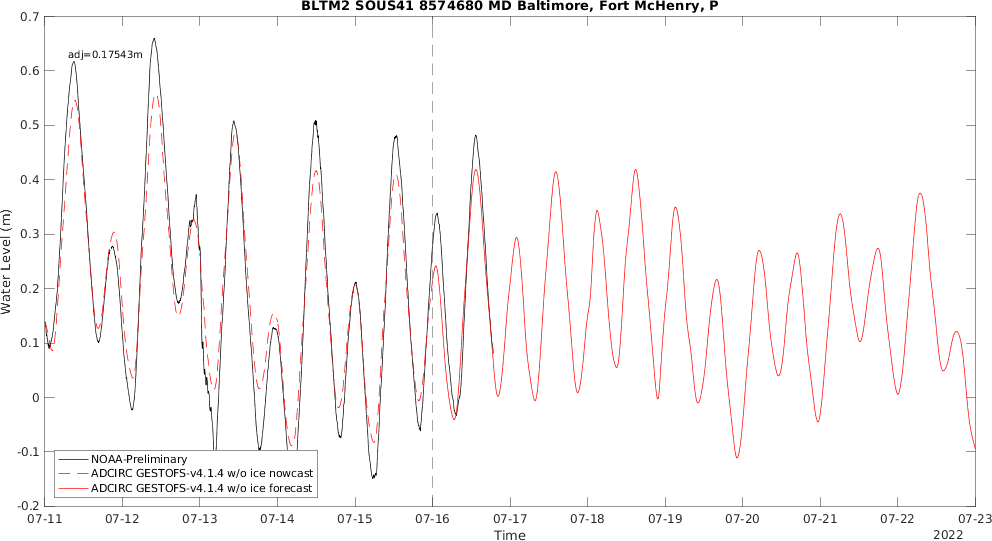 BLTM2 SOUS41 8574680 MD Baltimore, Fort McHenry, P
adj=0.17543m
0.7
0.6
0.5
0.4
0.3
0.2
0.1
0
-0.1
-0.2
Water Level (m)
NOAA-Preliminary
ADCIRC GESTOFS-v4.1.4 w/o ice nowcast
ADCIRC GESTOFS-v4.1.4 w/o ice forecast
07-11 07-12 07-13 07-14 07-15 07-16 07-17 07-18 07-19 07-20 07-21 07-22 07-23
Time
2022